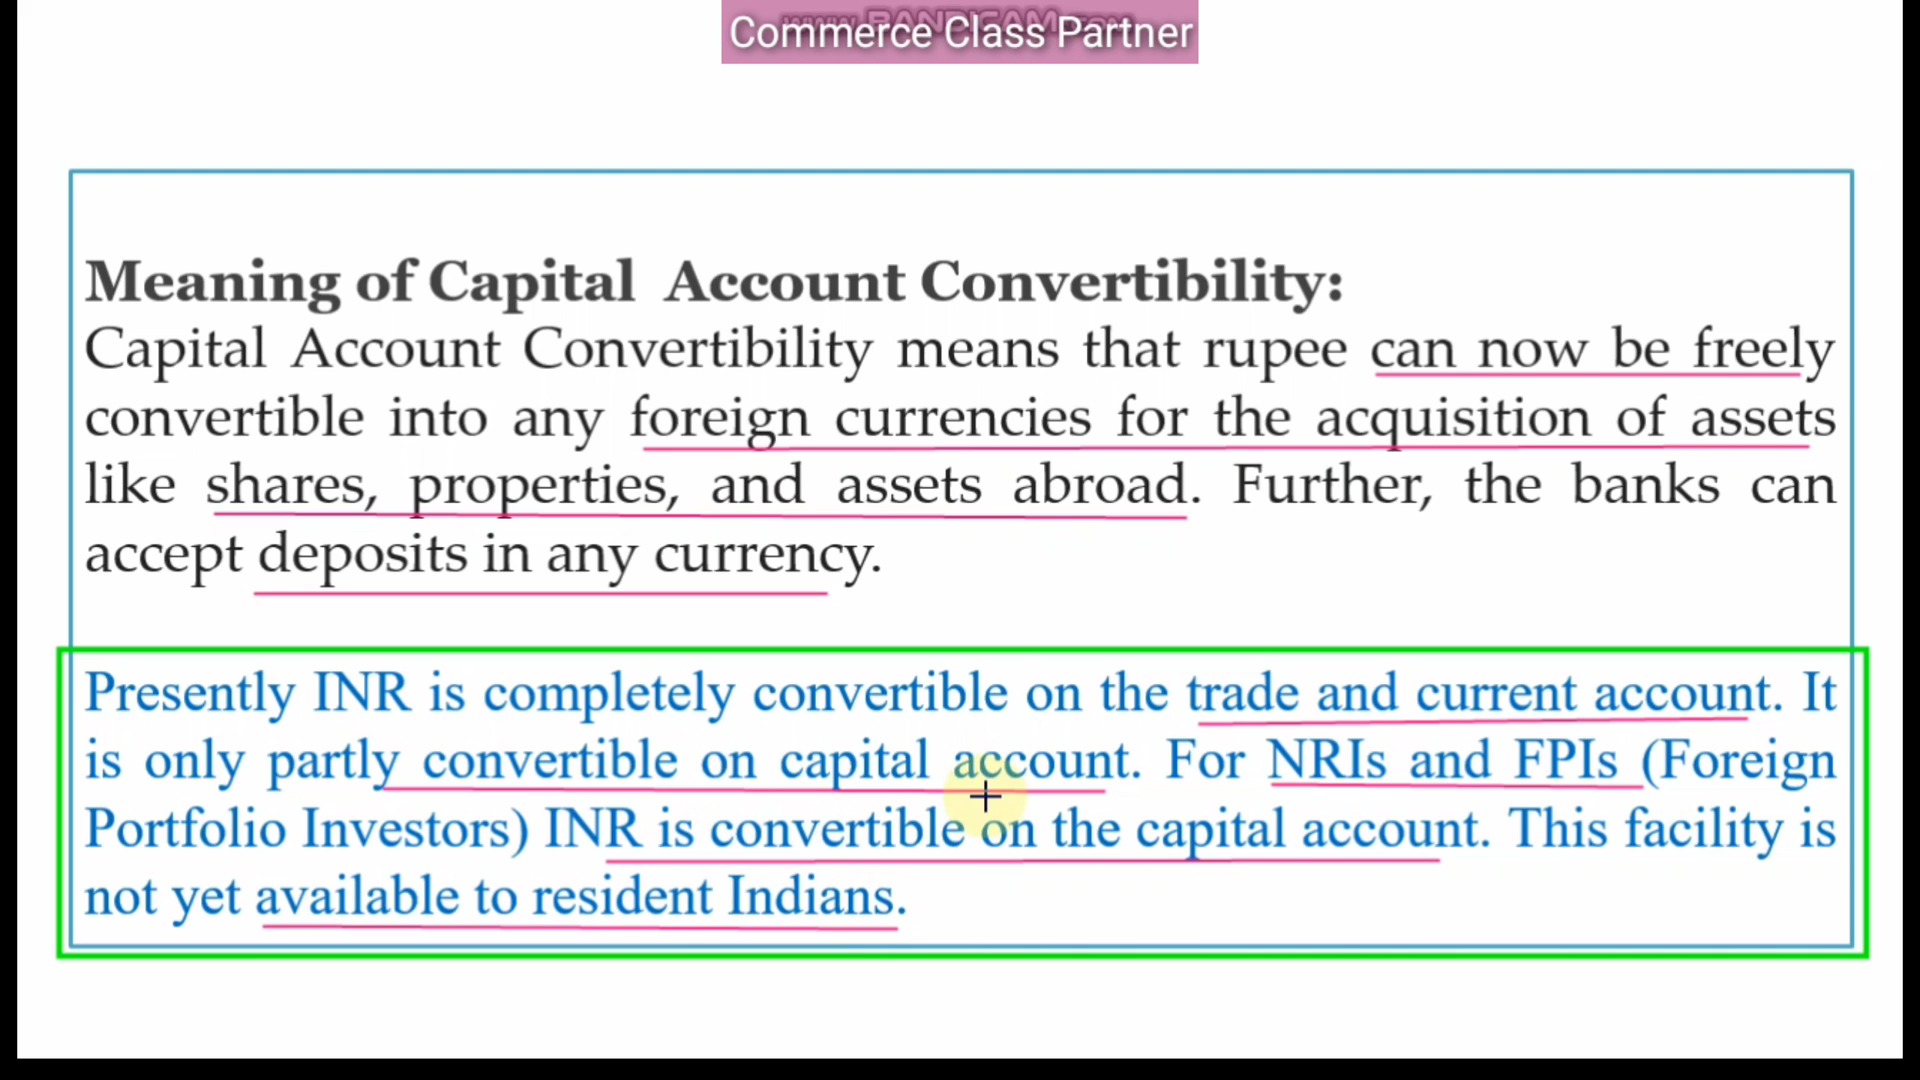 www.BANDICAM.com
Commerce Class Partner
Meaning of Capital Account Convertibility:
Capital Account Convertibility means that rupee can now be freely
convertible into any foreign currencies for the acquisition of assets
like shares, properties, and assets abroad. Further, the banks can
accept deposits in any currency.
Presently INR is completely convertible on the trade and current account. It
is only partly convertible on capital account. For NRIs and FPIs (Foreign
Portfolio Investors) INR is convertible on the capital account. This facility is
not yet available to resident Indians.